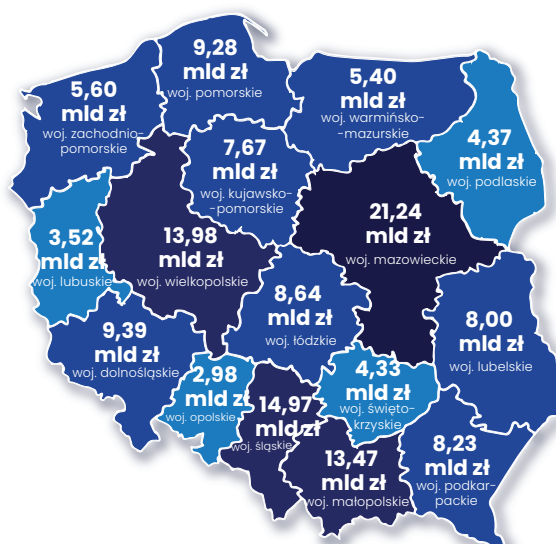 9,28
mld zł
woj. pomorskie
5,60
mld zł
woj. zachodnio-
pomorskie
5,40
mld zł
woj. warmińsko-
-mazurskie
4,37
mld zł
woj. podlaskie
7,67
mld zł
woj. kujawsko-
-pomorskie
21,24
mld zł
woj. mazowieckie
3,52
mld zł
woj. lubuskie
13,98
mld zł
woj. wielkopolskie
8,64
mld zł
woj. łódzkie
8,00
mld zł
woj. lubelskie
9,39
mld zł
woj. dolnośląskie
2,98
mld zł
woj. opolskie
14,97
mld zł
woj. śląskie
4,33
mld zł
woj. święto-
krzyskie
13,47
mld zł
woj. małopolskie
8,23
mld zł
woj. podkar-
packie